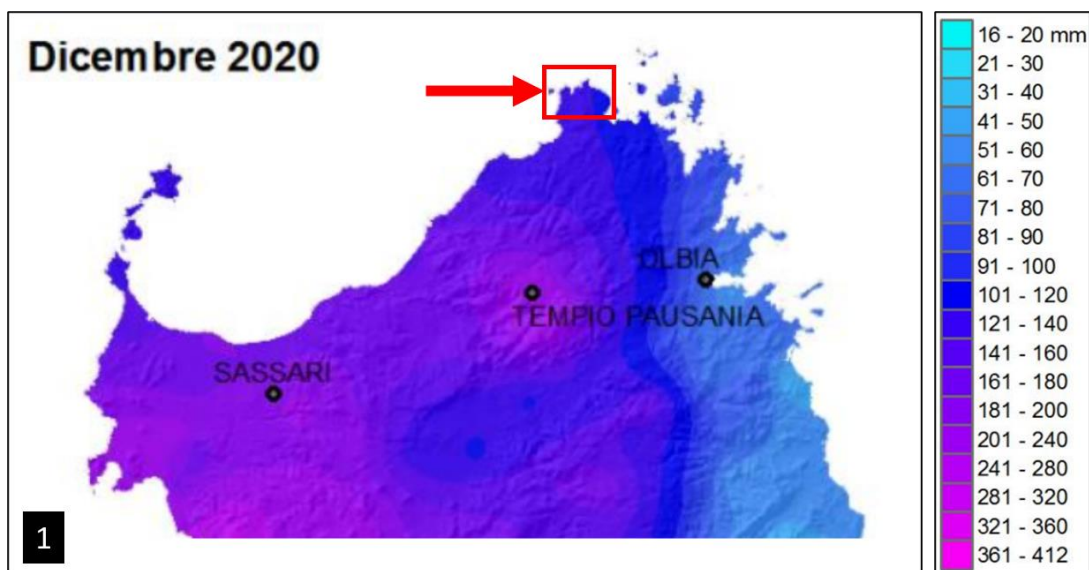 Dicembre 2020
OLBIA
TEMPIO PAUSANIA
SASSARI
1
16 - 20 mm
21 - 30
31 - 40
41 - 50
51 - 60
61 - 70
71 - 80
81 - 90
91 - 100
101 - 120
121 - 140
141 - 160
161 - 180
181 - 200
201 - 240
241 - 280
281 - 320
321 - 360
361 - 412